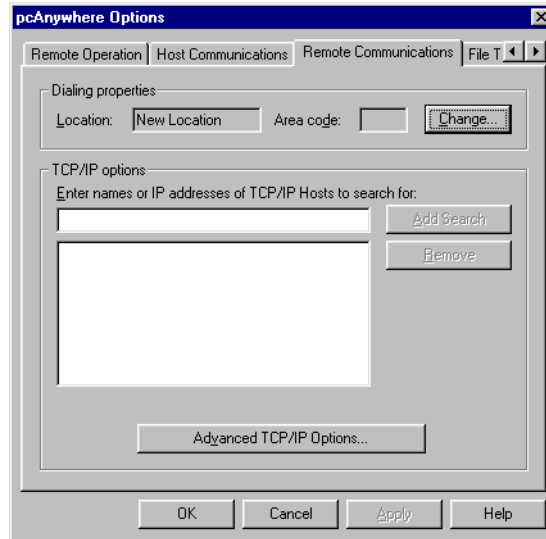 pcAnywhere Options
Remote Operation Host Communications Remote Communications File T
Dialing properties
Location: New Location Area code: Change...
TCP/IP options
Enter names or IP addresses of TCP/IP Hosts to search for:
Add Search
Remove
Advanced TCP/IP Options...
OK Cancel Apply Help